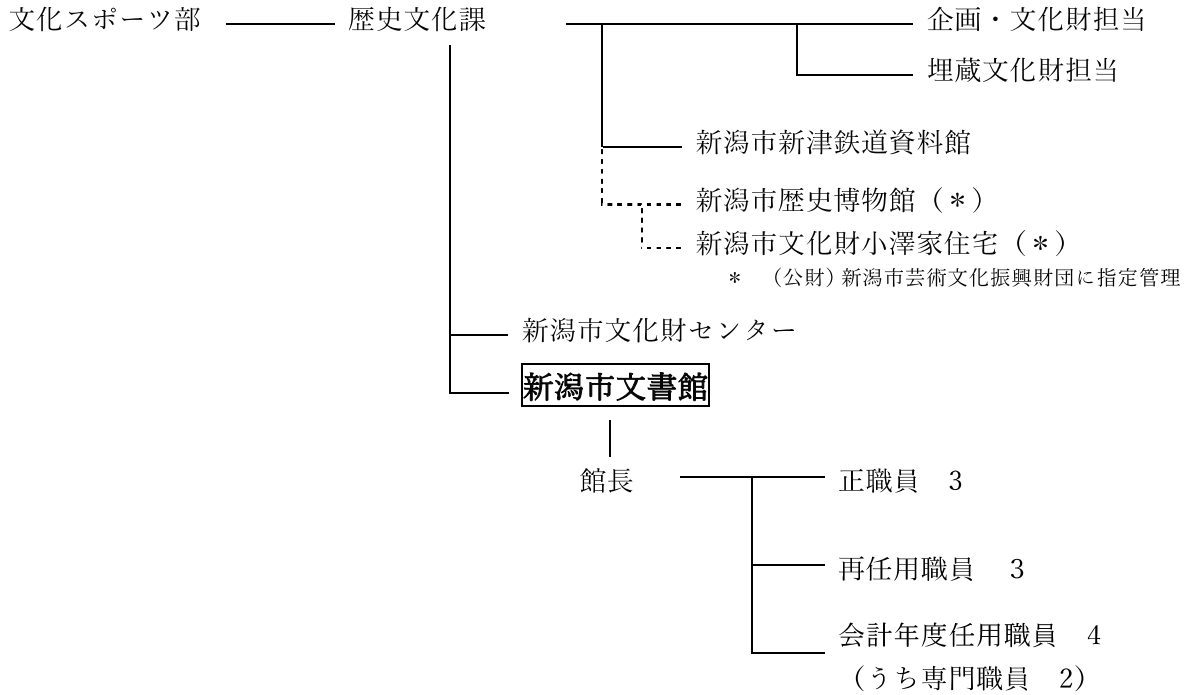 文化スポーツ部
歴史文化課
企画・文化財担当
埋蔵文化財担当
新潟市新津鉄道資料館
新潟市歴史博物館（＊）
新潟市文化財小澤家住宅（＊）
＊　（公財）新潟市芸術文化振興財団に指定管理
新潟市文化財センター
新潟市文書館
館長
正職員　3
再任用職員　3
会計年度任用職員　4
（うち専門職員　2）